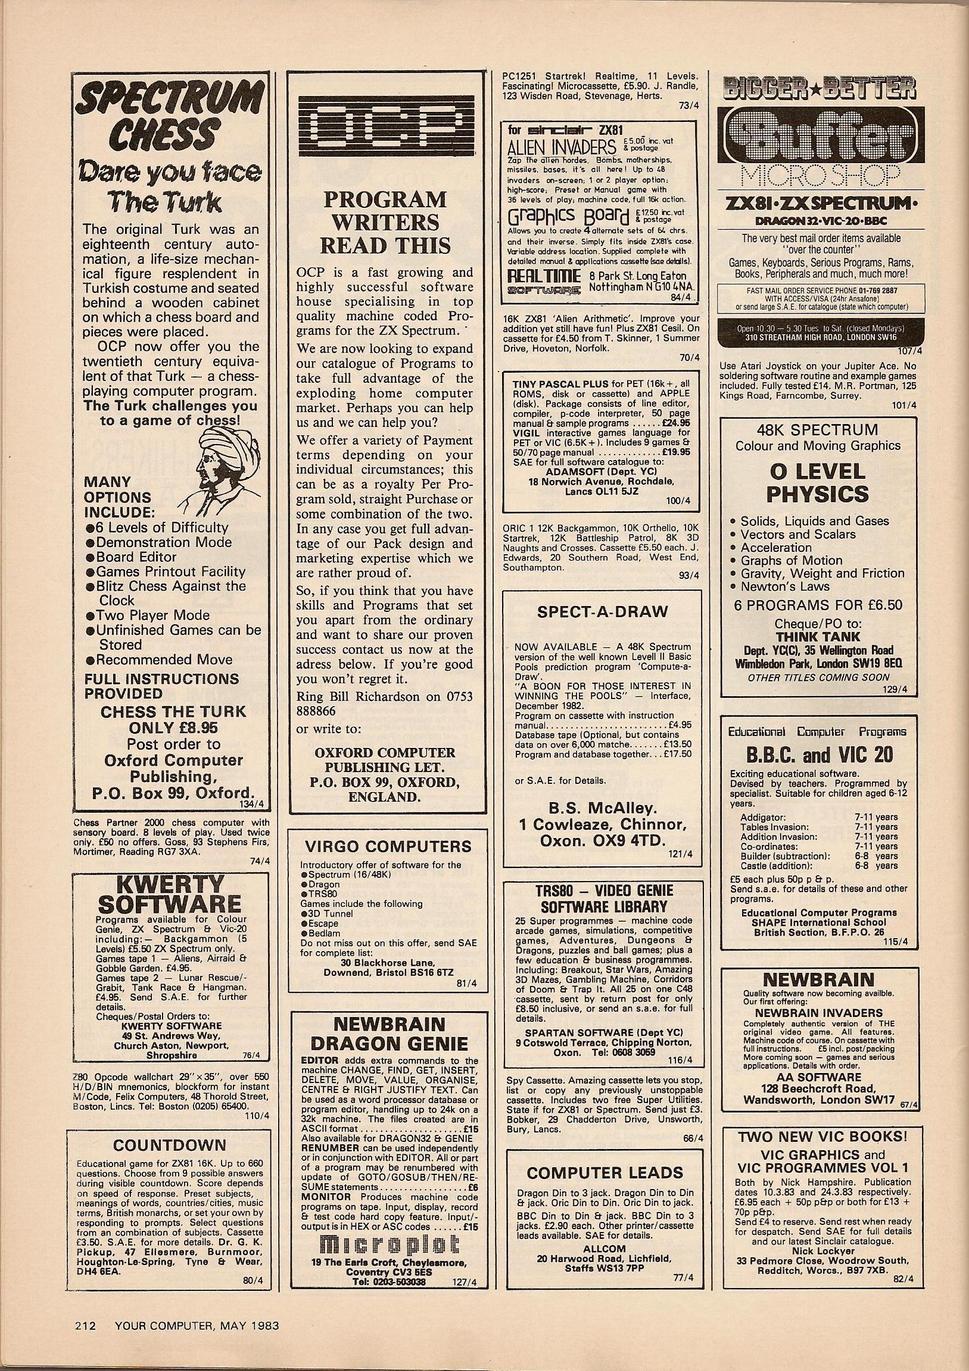 SPECTRUM
CHESS
Dare you face
The Turk
The original Turk was an
eighteenth century auto-
mation, a life-size mechan-
ical figure resplendent in
Turkish costume and seated
behind a wooden cabinet
on which a chess board and
pieces were placed.
OCP now offer you the
twentieth century equiva-
lent of that Turk — a chess-
playing computer program.
The Turk challenges you
to a game of chess!
MANY
OPTIONS
INCLUDE:
●6 Levels of Difficulty
●Demonstration Mode
●Board Editor
●Games Printout Facility
●Blitz Chess Against the
Clock
●Two Player Mode
●Unfinished Games can be
Stored
●Recommended Move
FULL INSTRUCTIONS
PROVIDED
CHESS THE TURK
ONLY £8.95
Post order to
Oxford Computer
Publishing,
P.O. Box 99, Oxford.
134/4
Chess Partner 2000 chess computer with
sensory board. 8 levels of play. Used twice
only. £50 no offers. Goss, 93 Stephens Firs,
Mortimer, Reading RG7 3XA.
74/4
KWERTY
SOFTWARE
Programs available for Colour
Genie, ZX Spectrum & Vic-20
including:— Backgammon (5
Levels) £5.50 ZX Spectrum only.
Games tape 1 — Aliens, Airraid &
Gobble Garden. £4.95.
Games tape 2 — Lunar Rescue/-
Grabit, Tank Race & Hangman.
£4.95. Send S.A.E. for further
details.
Cheques/Postal Orders to:
KWERTY SOFTWARE
49 St. Andrews Way,
Church Aston, Newport,
Shropshire 76/4
Z80 Opcode wallchart 29"×35", over 550
H/D/BIN mnemonics, blockform for instant
M/Code, Felix Computers, 48 Thorold Street,
Boston, Lincs. Tel: Boston (0205) 65400.
110/4
COUNTDOWN
Educational game for ZX81 16K. Up to 660
questions. Choose from 9 possible answers
during visible countdown. Score depends
on speed of response. Preset subjects,
meanings of words, countries/cities, music
terms, British monarchs, or set your own by
responding to prompts. Select questions
from an combination of subjects. Cassette
£3.50. S.A.E. for more details. Dr. G. K.
Pickup, 47 Ellesmere, Burnmoor,
Houghton-Le-Spring, Tyne & Wear,
DH4 6EA.
80/4
OCP
PROGRAM
WRITERS
READ THIS
OCP is a fast growing and
highly successful software
house specialising in top
quality machine coded Pro-
grams for the ZX Spectrum.
We are now looking to expand
our catalogue of Programs to
take full advantage of the
exploding home computer
market. Perhaps you can help
us and we can help you?
We offer a variety of Payment
terms depending on your
individual circumstances; this
can be as a royalty Per Pro-
gram sold, straight Purchase or
some combination of the two.
In any case you get full advan-
tage of our Pack design and
marketing expertise which we
are rather proud of.
So, if you think that you have
skills and Programs that set
you apart from the ordinary
and want to share our proven
success contact us now at the
adress below. If you're good
you won't regret it.
Ring Bill Richardson on 0753
888866
or write to:
OXFORD COMPUTER
PUBLISHING LET.
P.O. BOX 99, OXFORD,
ENGLAND.
VIRGO COMPUTERS
Introductory offer of software for the
●Spectrum (16/48K)
●Dragon
●TRS80
Games include the following
●3D Tunnel
●Escape
●Bedlam
Do not miss out on this offer, send SAE
for complete list:
30 Blackhorse Lane,
Downend, Bristol BS16 6TZ
81/4
NEWBRAIN
DRAGON GENIE
EDITOR adds extra commands to the
machine CHANGE, FIND, GET, INSERT,
DELETE, MOVE, VALUE, ORGANISE,
CENTRE & RIGHT JUSTIFY TEXT. Can
be used as a word processor database or
program editor, handling up to 24k on a
32k machine. The files created are in
ASCII format.....................£15
Also available for DRAGON32 & GENIE
RENUMBER can be used independently
or in conjunction with EDITOR. All or part
of a program may be renumbered with
update of GOTO/GOSUB/THEN/RE-
SUME statements..................£6
MONITOR Produces machine code
programs on tape. Input, display, record
& test code hard copy feature. Input/-
output is in HEX or ASC codes ......£15
Microplot
19 The Earls Croft, Cheylesmore,
Coventry CV3 5ES
Tel: 0203-503038 127/4
PC1251 Startrek! Realtime, 11 Levels.
Fascinating! Microcassette, £5.90. J. Randle,
123 Wisden Road, Stevenage, Herts.
73/4
for sinclair ZX81
ALIEN INVADERS £5.00 inc. vat
& postage
Zap the alien hordes. Bombs, motherships,
missiles, bases, it's all here! Up to 48
invaders on-screen; 1 or 2 player option;
high-score; Preset or Manual game with
36 levels of play; machine code, full 16k action.
Graphics Board £17.50 inc. vat
& postage
Allows you to create 4 alternate sets of 64 chrs.
and their inverse. Simply fits inside ZX81's case.
Variable address location. Supplied complete with
detailed manual & applications cassette (sae details).
REAL TIME 8 Park St. Long Eaton
SOFTWARE Nottingham NG10 4NA.
84/4
16K ZX81 'Alien Arithmetic'. Improve your
addition yet still have fun! Plus ZX81 Cesil. On
cassette for £4.50 from T. Skinner, 1 Summer
Drive, Hoveton, Norfolk.
70/4
TINY PASCAL PLUS for PET (16k+, all
ROMS, disk or cassette) and APPLE
(disk). Package consists of line editor,
compiler, p-code interpreter, 50 page
manual & sample programs ......£24.95
VIGIL interactive games language for
PET or VIC (6.5K+). Includes 9 games &
50/70 page manual .............£19.95
SAE for full software catalogue to:
ADAMSOFT (Dept. YC)
18 Norwich Avenue, Rochdale,
Lancs OL11 5JZ
100/4
ORIC 1 12K Backgammon, 10K Orthello, 10K
Startrek, 12K Battleship Patrol, 8K 3D
Naughts and Crosses. Cassette £5.50 each. J.
Edwards, 20 Southern Road, West End,
Southampton.
93/4
SPECT-A-DRAW
NOW AVAILABLE — A 48K Spectrum
version of the well known Levell II Basic
Pools prediction program 'Compute-a-
Draw'.
"A BOON FOR THOSE INTEREST IN
WINNING THE POOLS" — Interface,
December 1982.
Program on cassette with instruction
manual.........................£4.95
Database tape (Optional, but contains
data on over 6,000 matche.......£13.50
Program and database together...£17.50
or S.A.E. for Details.
B.S. McAlley.
1 Cowleaze, Chinnor,
Oxon. OX9 4TD.
121/4
TRS80 — VIDEO GENIE
SOFTWARE LIBRARY
25 Super programmes — machine code
arcade games, simulations, competitive
games, Adventures, Dungeons &
Dragons, puzzles and ball games; plus a
few education & business programmes.
Including: Breakout, Star Wars, Amazing
3D Mazes, Gambling Machine, Corridors
of Doom & Trap It. All 25 on one C48
cassette, sent by return post for only
£8.50 inclusive, or send an s.a.e. for full
details.
SPARTAN SOFTWARE (Dept YC)
9 Cotswold Terrace, Chipping Norton,
Oxon. Tel: 0608 3059
116/4
Spy Cassette. Amazing cassette lets you stop,
list or copy any previously unstoppable
cassette. Includes two free Super Utilities.
State if for ZX81 or Spectrum. Send just £3.
Bobker, 29 Chadderton Drive, Unsworth,
Bury, Lancs.
66/4
COMPUTER LEADS
Dragon Din to 3 jack. Dragon Din to Din
& jack. Oric Din to Din. Oric Din to jack.
BBC Din to Din & jack. BBC Din to 3
jacks. £2.90 each. Other printer/cassette
leads available. SAE for details.
ALLCOM
20 Harwood Road, Lichfield,
Staffs WS13 7PP
77/4
BIGGER★BETTER
Buffer
MICRO SHOP
ZX81·ZX SPECTRUM·
DRAGON 32·VIC-20·BBC
The very best mail order items available
"over the counter"
Games, Keyboards, Serious Programs, Rams,
Books, Peripherals and much, much more!
FAST MAIL ORDER SERVICE PHONE 01-769 2887
WITH ACCESS/VISA (24hr Ansafone)
or send large S.A.E. for catalogue (state which computer)
Open 10.30 — 5.30 Tues to Sat. (closed Mondays)
310 STREATHAM HIGH ROAD, LONDON SW16
107/4
Use Atari Joystick on your Jupiter Ace. No
soldering software routine and example games
included. Fully tested £14. M.R. Portman, 125
Kings Road, Farncombe, Surrey.
101/4
48K SPECTRUM
Colour and Moving Graphics
O LEVEL
PHYSICS
• Solids, Liquids and Gases
• Vectors and Scalars
• Acceleration
• Graphs of Motion
• Gravity, Weight and Friction
• Newton's Laws
6 PROGRAMS FOR £6.50
Cheque/PO to:
THINK TANK
Dept. YC(C), 35 Wellington Road
Wimbledon Park, London SW19 8EQ
OTHER TITLES COMING SOON
129/4
Educational Computer Programs
B.B.C. and VIC 20
Exciting educational software.
Devised by teachers. Programmed by
specialist. Suitable for children aged 6-12
years.
Addigator: 7-11 years
Tables Invasion: 7-11 years
Addition Invasion: 7-11 years
Co-ordinates: 7-11 years
Builder (subtraction): 6-8 years
Castle (addition): 6-8 years
£5 each plus 50p p & p.
Send s.a.e. for details of these and other
programs.
Educational Computer Programs
SHAPE International School
British Section, B.F.P.O. 26
115/4
NEWBRAIN
Quality software now becoming availble.
Our first offering:
NEWBRAIN INVADERS
Completely authentic version of THE
original video game. All features.
Machine code of course. On cassette with
full instructions. £5 incl. post/packing
More coming soon — games and serious
applications. Details with order.
AA SOFTWARE
128 Beechcroft Road,
Wandsworth, London SW17 67/4
TWO NEW VIC BOOKS!
VIC GRAPHICS and
VIC PROGRAMMES VOL 1
Both by Nick Hampshire. Publication
dates 10.3.83 and 24.3.83 respectively.
£6.95 each + 50p p&p or both for £13 +
70p p&p.
Send £4 to reserve. Send rest when ready
for despatch. Send SAE for full details
and our latest Sinclair catalogue.
Nick Lockyer
33 Pedmore Close, Woodrow South,
Redditch, Worcs., B97 7XB.
82/4
212 YOUR COMPUTER, MAY 1983